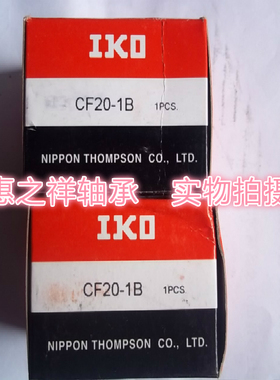 IKO
CF20-1B 1PCS.
NIPPON THOMPSON CO., LTD.
惠之祥轴承 实物拍摄
IKO
CF20-1B 1PCS
NIPPON THOMPSON CO., LTD.